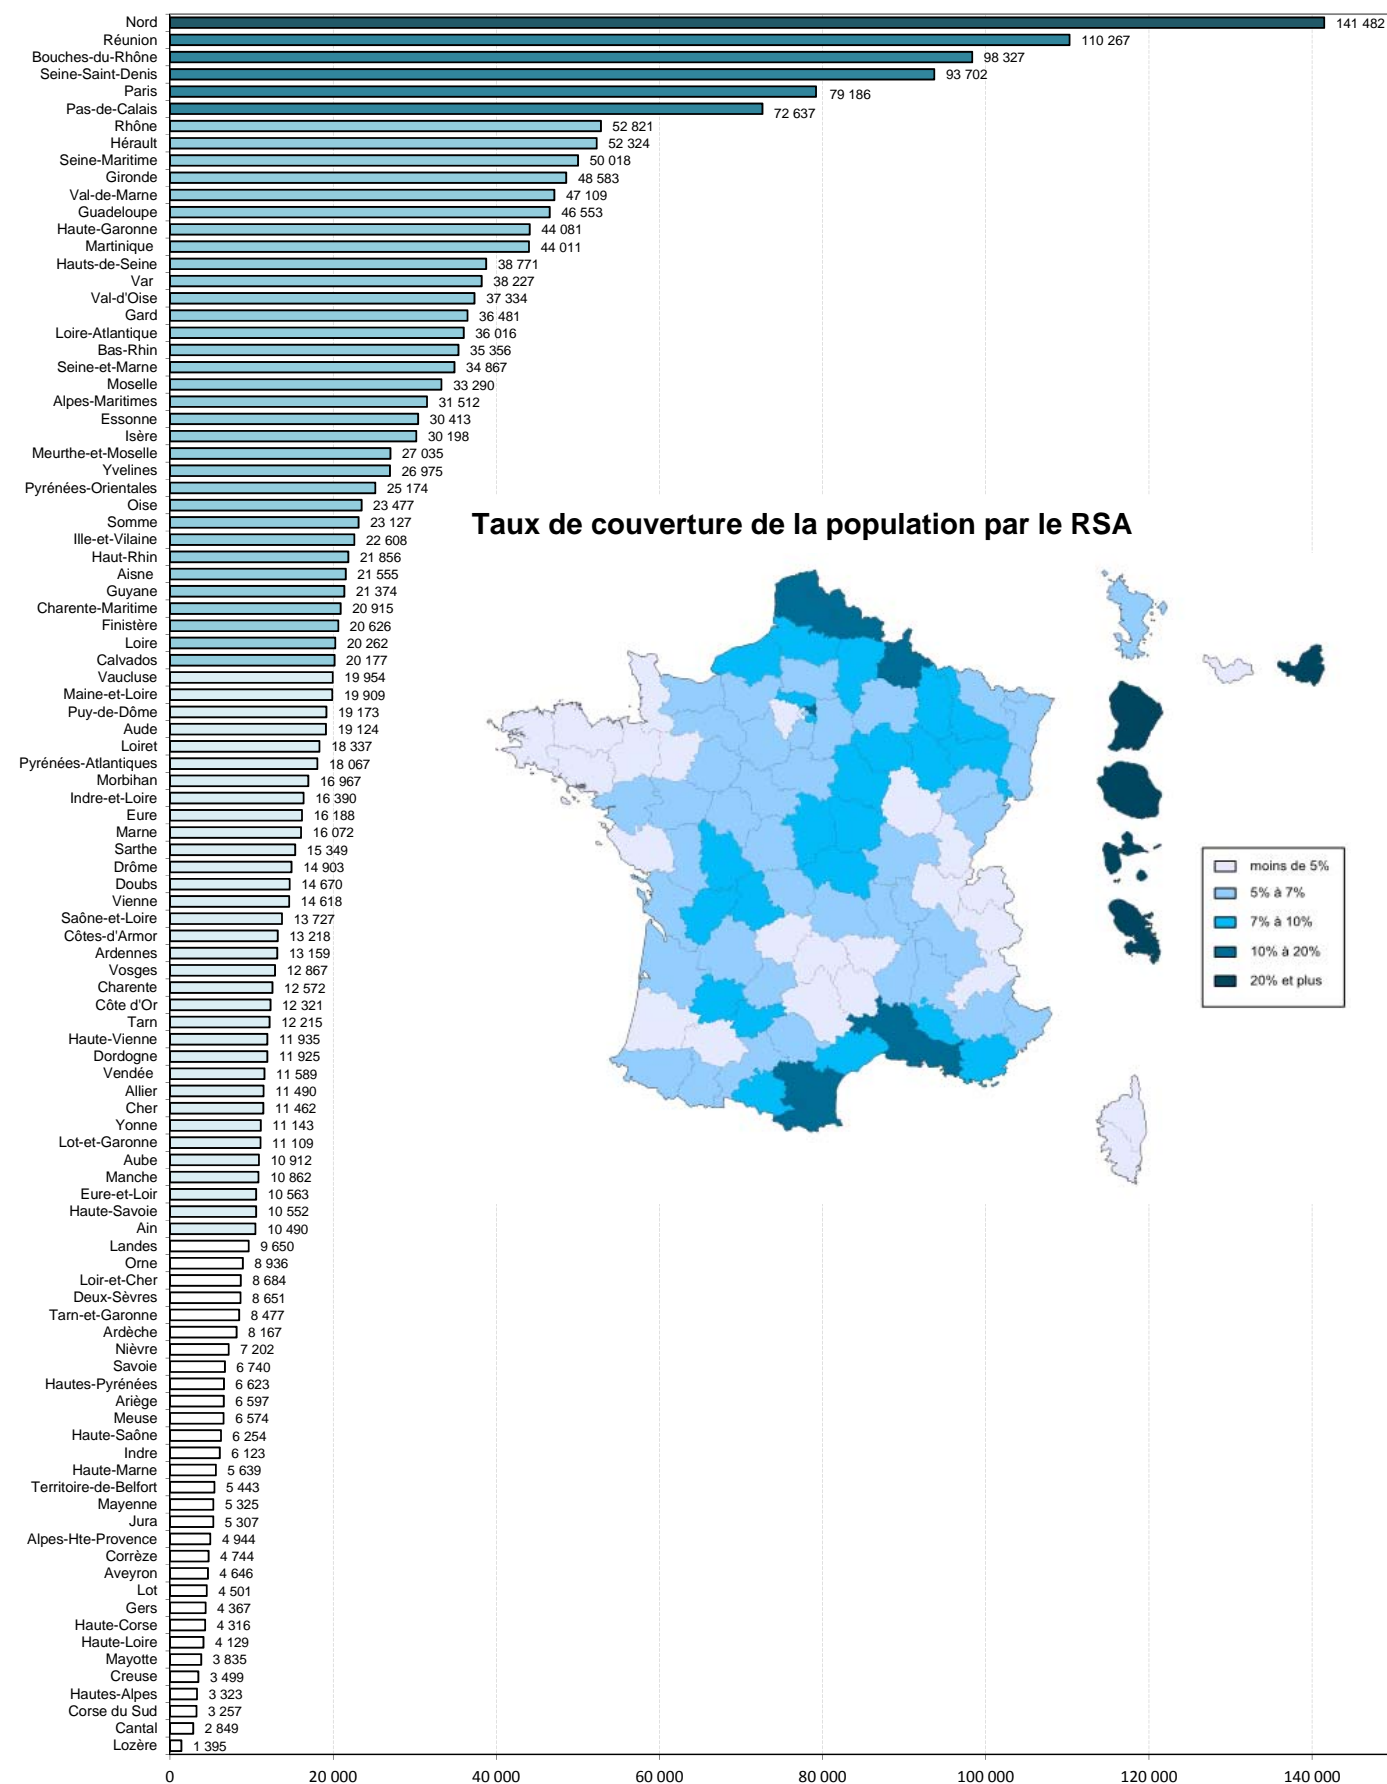 Nord 141 482
Réunion 110 267
Bouches-du-Rhône 98 327
Seine-Saint-Denis 93 702
Paris 79 186
Pas-de-Calais 72 637
Rhône 52 821
Hérault 52 324
Seine-Maritime 50 018
Gironde 48 583
Val-de-Marne 47 109
Guadeloupe 46 553
Haute-Garonne 44 081
Martinique 44 011
Hauts-de-Seine 38 771
Var 38 227
Val-d'Oise 37 334
Gard 36 481
Loire-Atlantique 36 016
Bas-Rhin 35 356
Seine-et-Marne 34 867
Moselle 33 290
Alpes-Maritimes 31 512
Essonne 30 413
Isère 30 198
Meurthe-et-Moselle 27 035
Yvelines 26 975
Pyrénées-Orientales 25 174
Oise 23 477
Somme 23 127
Ille-et-Vilaine 22 608
Haut-Rhin 21 856
Aisne 21 555
Guyane 21 374
Charente-Maritime 20 915
Finistère 20 626
Loire 20 262
Calvados 20 177
Vaucluse 19 954
Maine-et-Loire 19 909
Puy-de-Dôme 19 173
Aude 19 124
Loiret 18 337
Pyrénées-Atlantiques 18 067
Morbihan 16 967
Indre-et-Loire 16 390
Eure 16 188
Marne 16 072
Sarthe 15 349
Drôme 14 903
Doubs 14 670
Vienne 14 618
Saône-et-Loire 13 727
Côtes-d'Armor 13 218
Ardennes 13 159
Vosges 12 867
Charente 12 572
Côte d'Or 12 321
Tarn 12 215
Haute-Vienne 11 935
Dordogne 11 925
Vendée 11 589
Allier 11 490
Cher 11 462
Yonne 11 143
Lot-et-Garonne 11 109
Aube 10 912
Manche 10 862
Eure-et-Loir 10 563
Haute-Savoie 10 552
Ain 10 490
Landes 9 650
Orne 8 936
Loir-et-Cher 8 684
Deux-Sèvres 8 651
Tarn-et-Garonne 8 477
Ardèche 8 167
Nièvre 7 202
Savoie 6 740
Hautes-Pyrénées 6 623
Ariège 6 597
Meuse 6 574
Haute-Saône 6 254
Indre 6 123
Haute-Marne 5 639
Territoire-de-Belfort 5 443
Mayenne 5 325
Jura 5 307
Alpes-Hte-Provence 4 944
Corrèze 4 744
Aveyron 4 646
Lot 4 501
Gers 4 367
Haute-Corse 4 316
Haute-Loire 4 129
Mayotte 3 835
Creuse 3 499
Hautes-Alpes 3 323
Corse du Sud 3 257
Cantal 2 849
Lozère 1 395
0 20 000 40 000 60 000 80 000 100 000 120 000 140 000
Taux de couverture de la population par le RSA
moins de 5%
5% à 7%
7% à 10%
10% à 20%
20% et plus